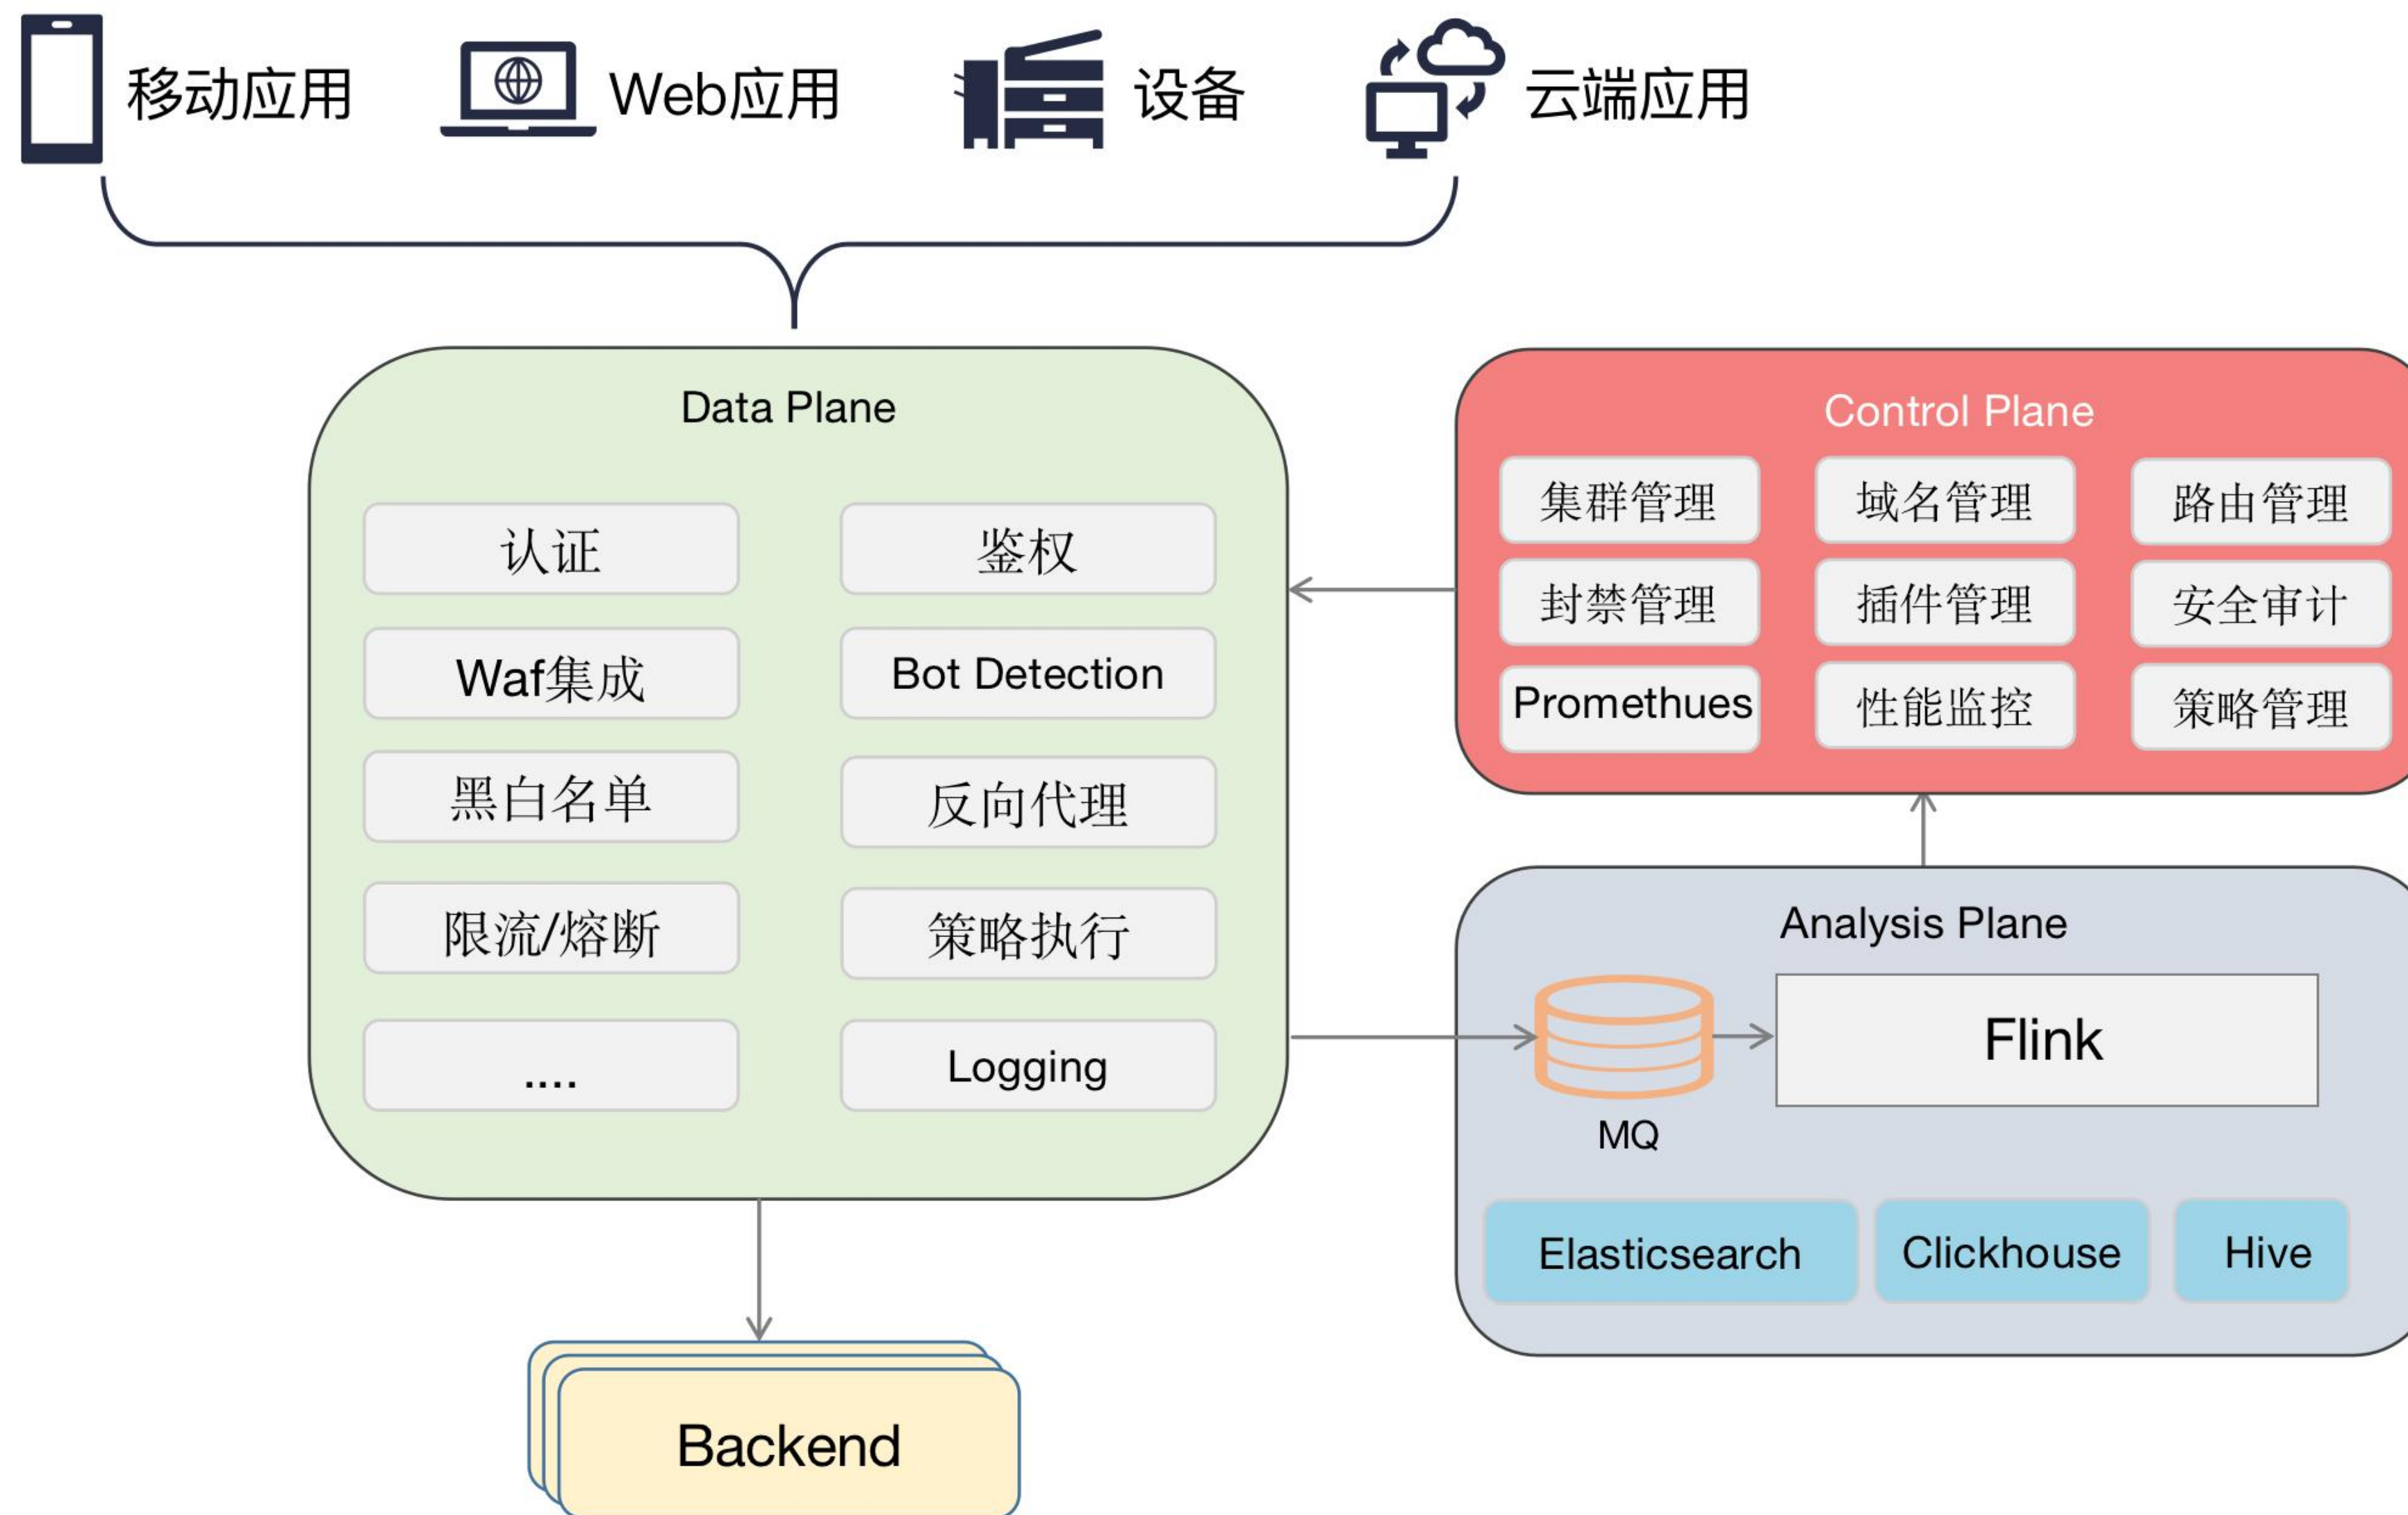 移动应用
Web应用
设备
云端应用
Data Plane
认证
鉴权
Waf集成
Bot Detection
黑白名单
反向代理
限流/熔断
策略执行
....
Logging
Control Plane
集群管理
域名管理
路由管理
封禁管理
插件管理
安全审计
Promethues
性能监控
策略管理
Analysis Plane
MQ
Flink
Elasticsearch
Clickhouse
Hive
Backend